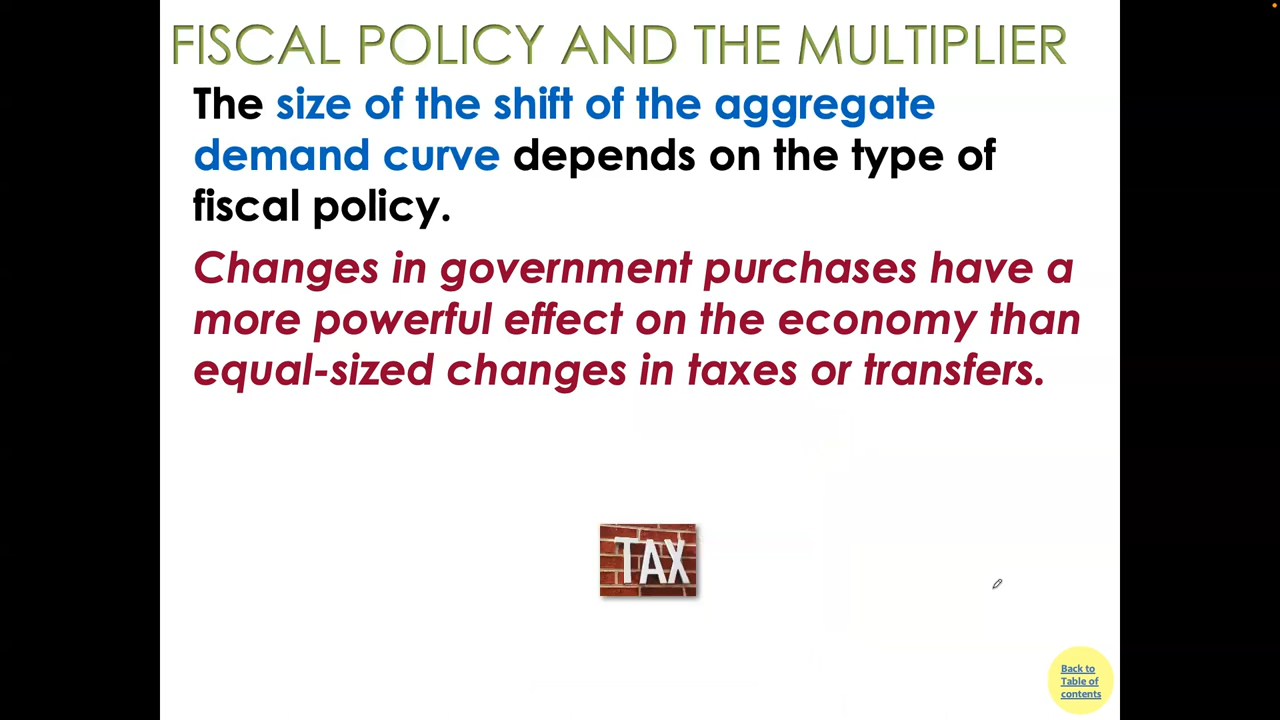 FISCAL POLICY AND THE MULTIPLIER
The size of the shift of the aggregate
demand curve depends on the type of
fiscal policy.
Changes in government purchases have a
more powerful effect on the economy than
equal-sized changes in taxes or transfers.
TAX
Back to
Table of
contents